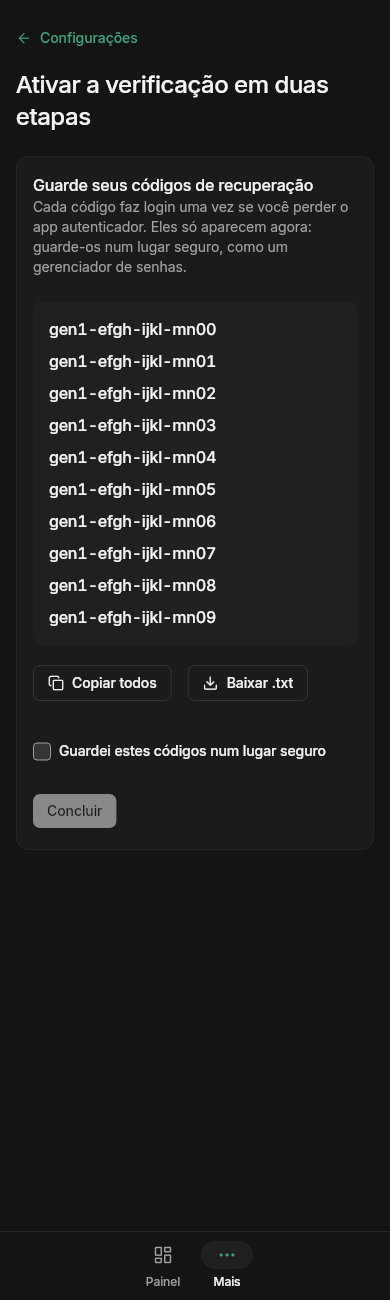 Configurações
Ativar a verificação em duas
etapas
Guarde seus códigos de recuperação
Cada código faz login uma vez se você perder o
app autenticador. Eles só aparecem agora:
guarde-os num lugar seguro, como um
gerenciador de senhas.
gen1-efgh-ijkl-mn00
gen1-efgh-ijkl-mn01
gen1-efgh-ijkl-mn02
gen1-efgh-ijkl-mn03
gen1-efgh-ijkl-mn04
gen1-efgh-ijkl-mn05
gen1-efgh-ijkl-mn06
gen1-efgh-ijkl-mn07
gen1-efgh-ijkl-mn08
gen1-efgh-ijkl-mn09
Copiar todos
Baixar .txt
Guardei estes códigos num lugar seguro
Concluir
Painel
Mais